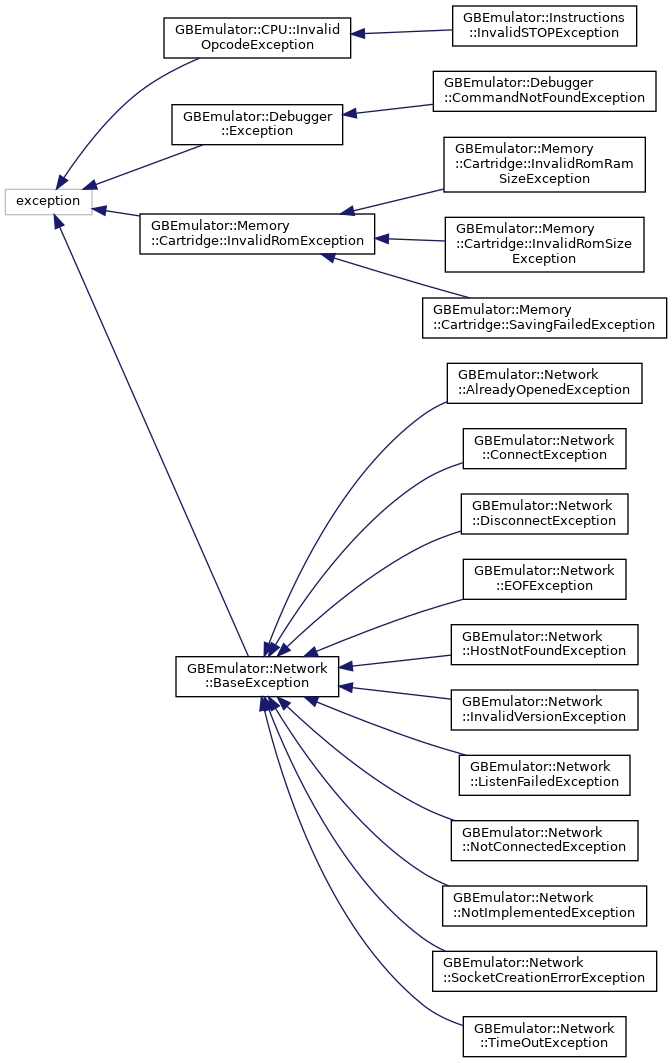 GBEmulator::CPU::Invalid
OpcodeException
GBEmulator::Instructions
::InvalidSTOPException
GBEmulator::Debugger
::Exception
GBEmulator::Debugger
::CommandNotFoundException
exception
GBEmulator::Memory
::Cartridge::InvalidRomException
GBEmulator::Memory
::Cartridge::InvalidRomRam
SizeException
GBEmulator::Memory
::Cartridge::InvalidRomSize
Exception
GBEmulator::Memory
::Cartridge::SavingFailedException
GBEmulator::Network
::BaseException
GBEmulator::Network
::AlreadyOpenedException
GBEmulator::Network
::ConnectException
GBEmulator::Network
::DisconnectException
GBEmulator::Network
::EOFException
GBEmulator::Network
::HostNotFoundException
GBEmulator::Network
::InvalidVersionException
GBEmulator::Network
::ListenFailedException
GBEmulator::Network
::NotConnectedException
GBEmulator::Network
::NotImplementedException
GBEmulator::Network
::SocketCreationErrorException
GBEmulator::Network
::TimeOutException